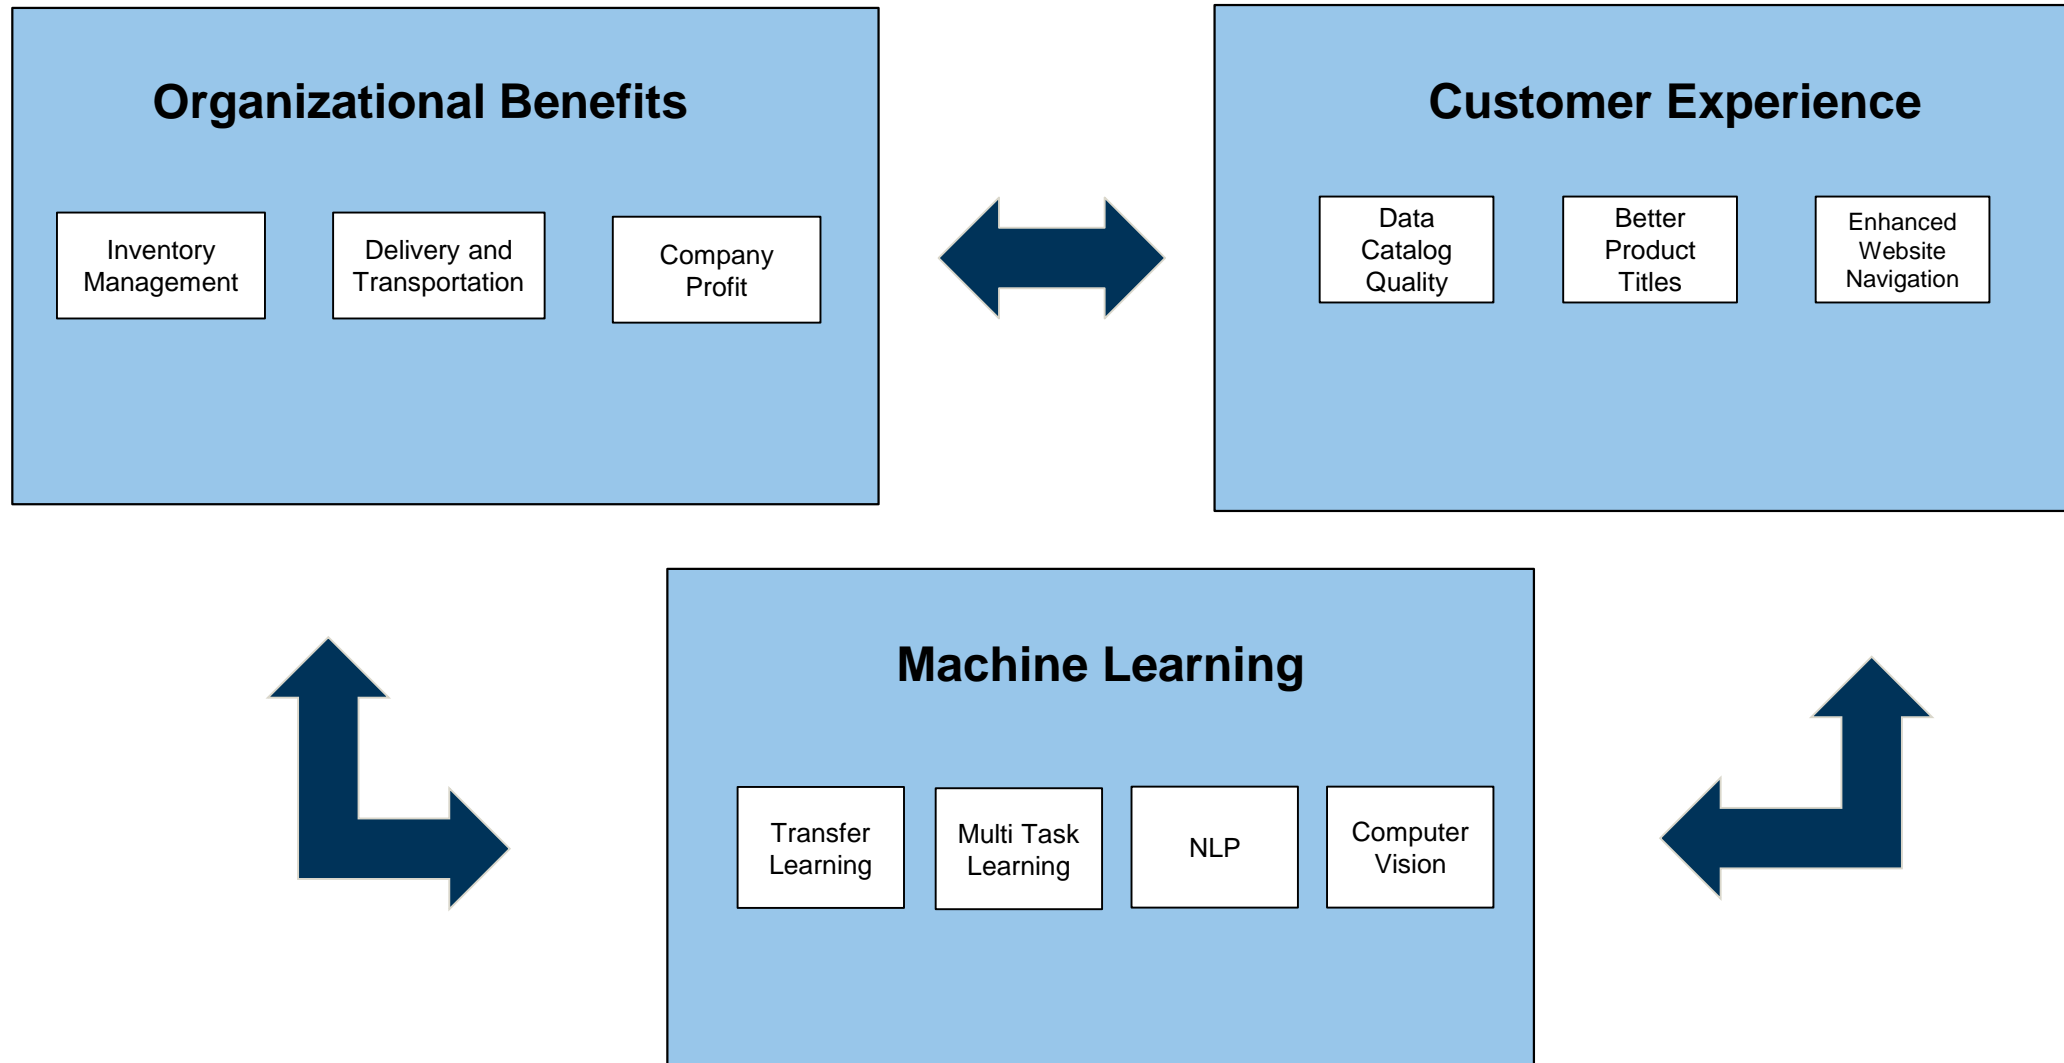 Organizational Benefits
Inventory
Management
Delivery and
Transportation
Company
Profit
Customer Experience
Data
Catalog
Quality
Better
Product
Titles
Enhanced
Website
Navigation
Machine Learning
Transfer
Learning
Multi Task
Learning
NLP
Computer
Vision